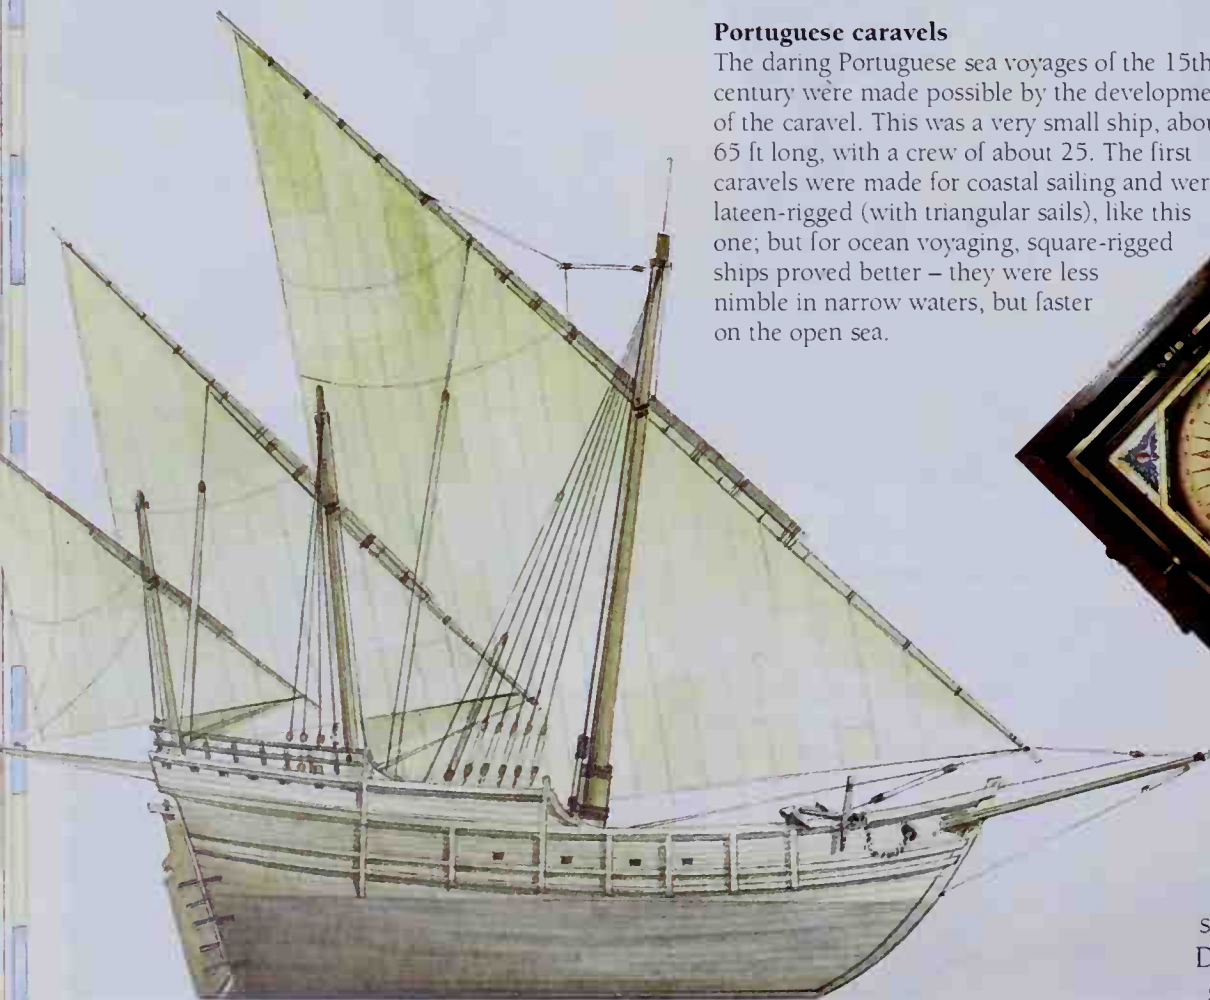 Portuguese caravels
The daring Portuguese sea voyages of the 15th
century were made possible by the developme
of the caravel. This was a very small ship, abou
65 ft long, with a crew of about 25. The first
caravels were made for coastal sailing and wer
lateen-rigged (with triangular sails), like this
one; but for ocean voyaging, square-rigged
ships proved better – they were less
nimble in narrow waters, but faster
on the open sea.
s
D